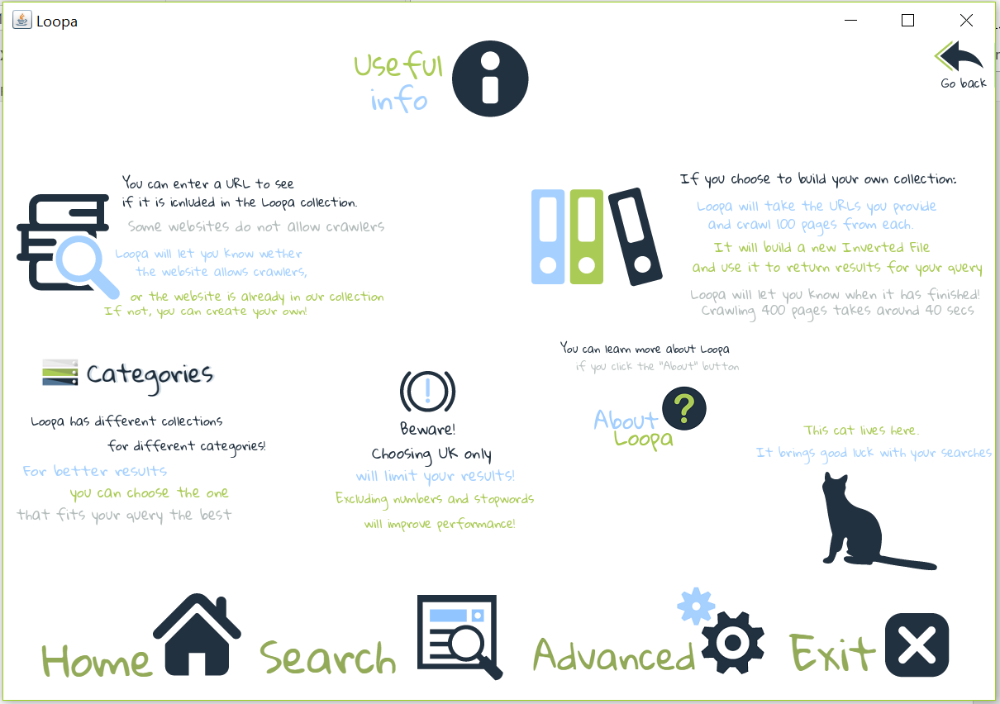 Loopa
Useful
info
Go back
You can enter a URL to see
if it is icnluded in the Loopa collection.
Some websites do not allow crawlers
Loopa will let you know wether
the website allows crawlers,
or the website is already in our collection
If not, you can create your own!
If you choose to build your own collection:
Loopa will take the URLs you provide
and crawl 100 pages from each.
It will build a new Inverted File
and use it to return results for your query
Loopa will let you know when it has finished!
Crawling 400 pages takes around 40 secs
Categories
Loopa has different collections
for different categories!
For better results
you can choose the one
that fits your query the best
!
Beware!
Choosing UK only
will limit your results!
Excluding numbers and stopwords
will improve performance!
You can learn more about Loopa
if you click the "About" button
About
Loopa
?
This cat lives here.
It brings good luck with your searches
Home
Search
Advanced
Exit